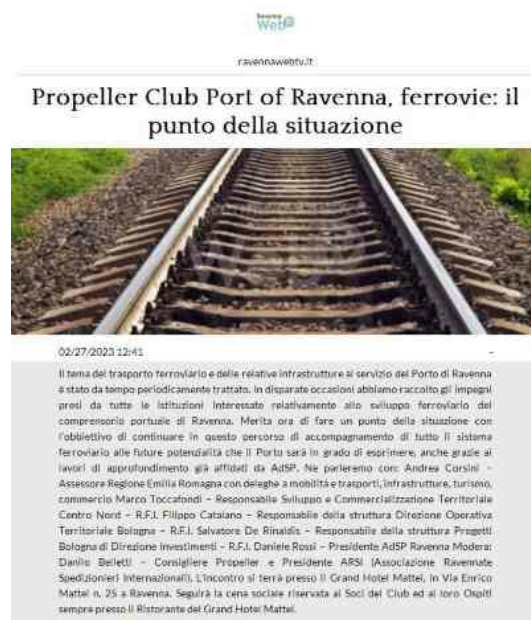 Ravenna
Web
ravennawebtv.it
Propeller Club Port of Ravenna, ferrovie: il
punto della situazione
Web
02/27/2023 12:41
-
Il tema del trasporto ferroviario e delle relative infrastrutture al servizio del Porto di Ravenna
è stato da tempo periodicamente trattato. In disparate occasioni abbiamo raccolto gli impegni
presi da tutte le istituzioni interessate relativamente allo sviluppo ferroviario del
comprensorio portuale di Ravenna. Merita ora di fare un punto della situazione con
l'obbiettivo di continuare in questo percorso di accompagnamento di tutto il sistema
ferroviario alle future potenzialità che il Porto sarà in grado di esprimere, anche grazie ai
lavori di approfondimento già affidati da AdSP. Ne parleremo con: Andrea Corsini –
Assessore Regione Emilia Romagna con deleghe a mobilità e trasporti, infrastrutture, turismo,
commercio Marco Toccafondi – Responsabile Sviluppo e Commercializzazione Territoriale
Centro Nord – R.F.I. Filippo Catalano – Responsabile della struttura Direzione Operativa
Territoriale Bologna – R.F.I. Salvatore De Rinaldis – Responsabile della struttura Progetti
Bologna di Direzione Investimenti – R.F.I. Daniele Rossi – Presidente AdSP Ravenna Modera:
Danilo Belletti – Consigliere Propeller e Presidente ARSI (Associazione Ravennate
Spedizionieri Internazionali). L'incontro si terrà presso il Grand Hotel Mattei, in Via Enrico
Mattei n. 25 a Ravenna. Seguirà la cena sociale riservata ai Soci del Club ed ai loro Ospiti
sempre presso il Ristorante del Grand Hotel Mattei.